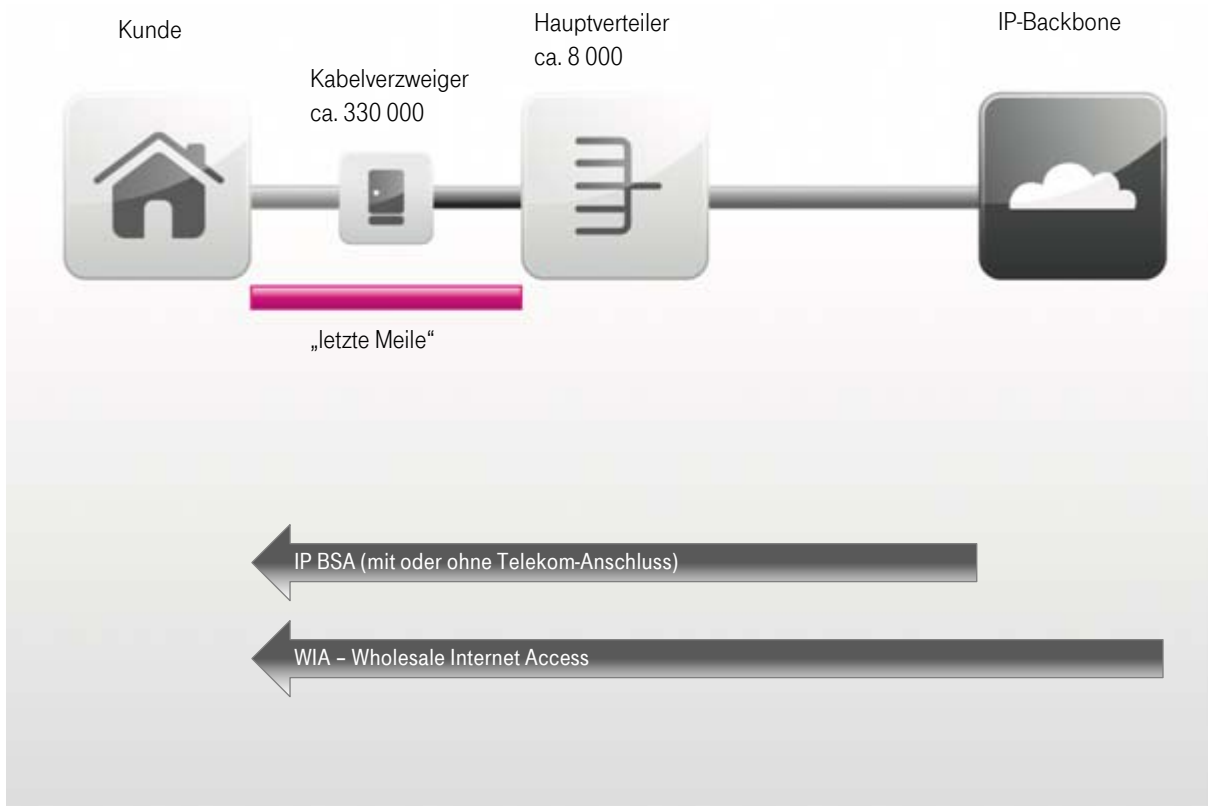 Kunde
Kabelverzweiger
ca. 330 000
Hauptverteiler
ca. 8 000
IP-Backbone
„letzte Meile“
IP BSA (mit oder ohne Telekom-Anschluss)
WIA – Wholesale Internet Access